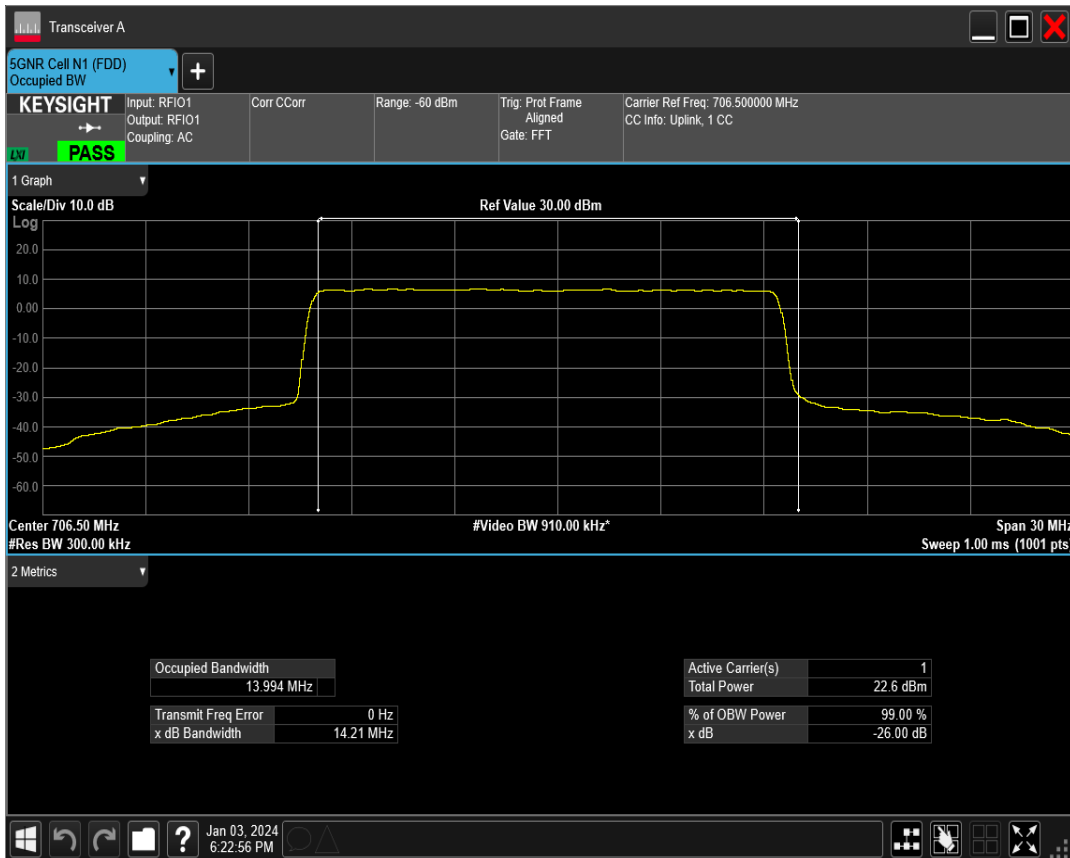 Transceiver A
5GNR Cell N1 (FDD)
Occupied BW
+
KEYSIGHT
LXI
PASS
Input: RFIO1
Output: RFIO1
Coupling: AC
Corr CCorr
Range: -60 dBm
Trig: Prot Frame
Aligned
Gate: FFT
Carrier Ref Freq: 706.500000 MHz
CC Info: Uplink, 1 CC
1 Graph
Scale/Div 10.0 dB
Ref Value 30.00 dBm
Log
20.0
10.0
0.00
-10.0
-20.0
-30.0
-40.0
-50.0
-60.0
Center 706.50 MHz
#Video BW 910.00 kHz*
Span 30 MHz
#Res BW 300.00 kHz
Sweep 1.00 ms (1001 pts)
2 Metrics
Occupied Bandwidth
13.994 MHz
Transmit Freq Error 0 Hz
x dB Bandwidth 14.21 MHz
Active Carrier(s) 1
Total Power 22.6 dBm
% of OBW Power 99.00 %
x dB -26.00 dB
?
Jan 03, 2024
6:22:56 PM